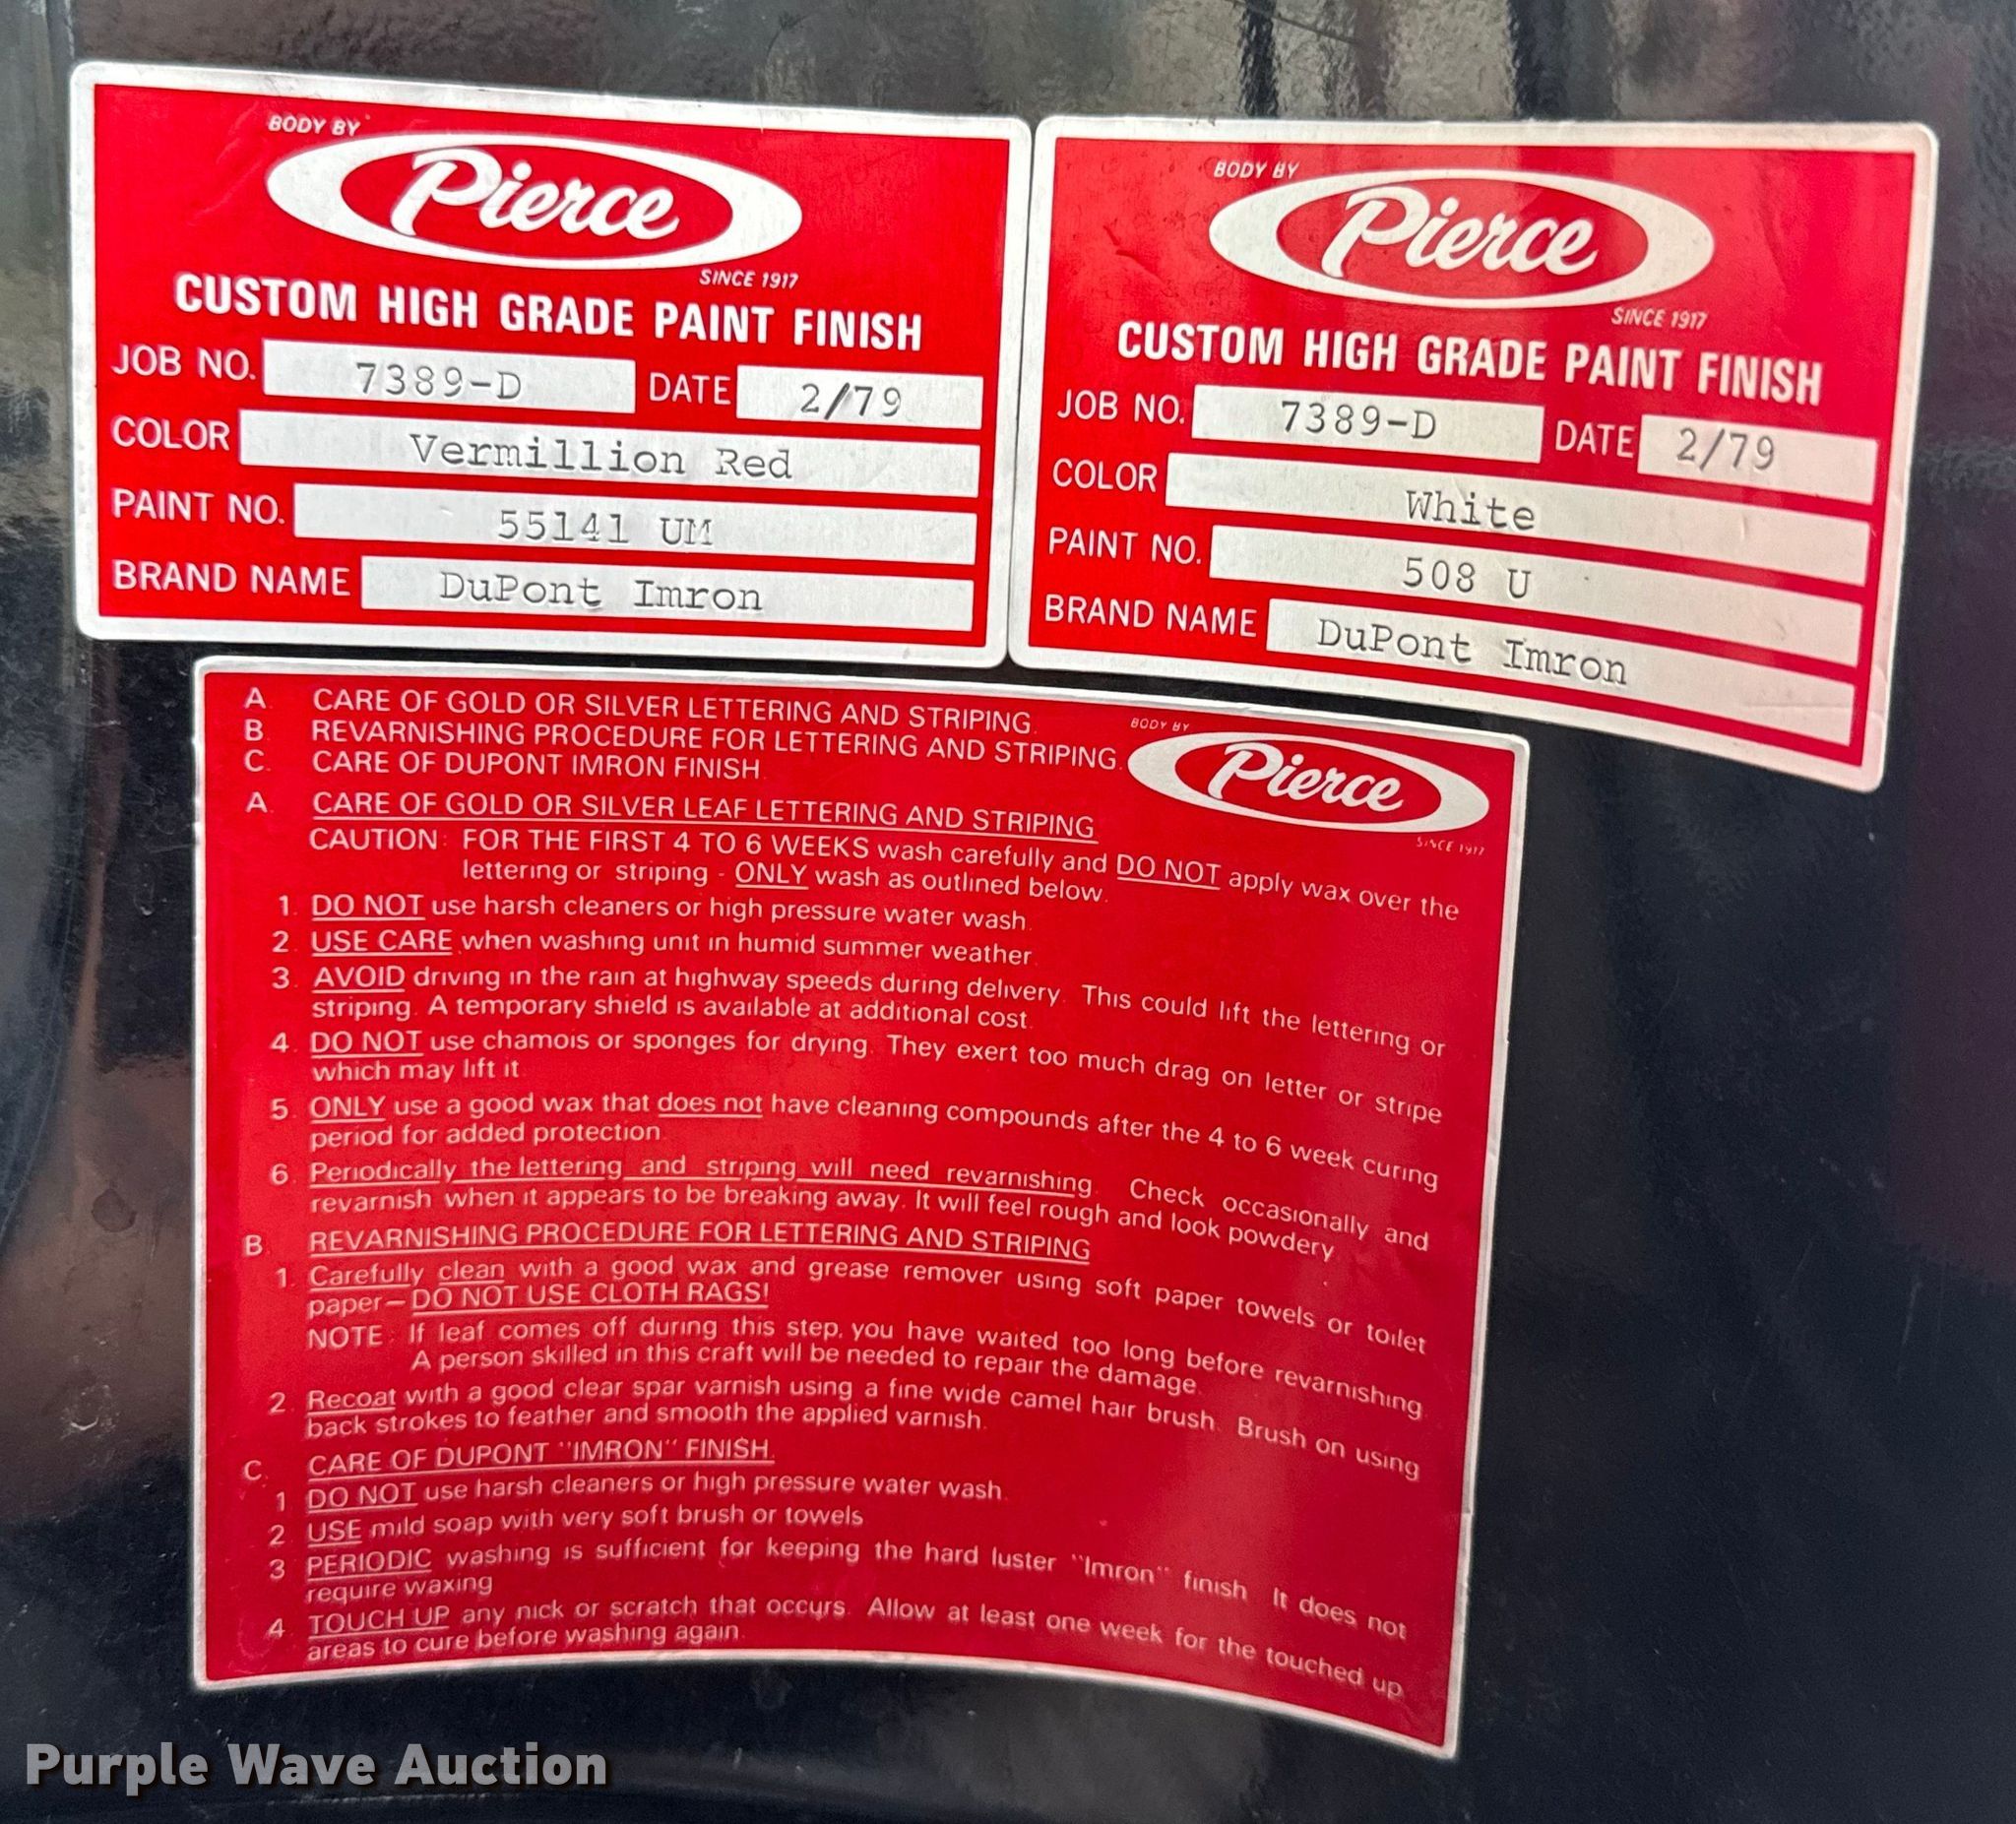 BODY BY
Pierce
SINCE 1917
CUSTOM HIGH GRADE PAINT FINISH
JOB NO. 7389-D DATE 2/79
COLOR Vermillion Red
PAINT NO. 55141 UM
BRAND NAME DuPont Imron
BODY BY
Pierce
SINCE 1917
CUSTOM HIGH GRADE PAINT FINISH
JOB NO. 7389-D DATE 2/79
COLOR White
PAINT NO. 508 U
BRAND NAME DuPont Imron
A. CARE OF GOLD OR SILVER LETTERING AND STRIPING.
B. REVARNISHING PROCEDURE FOR LETTERING AND STRIPING.
C. CARE OF DUPONT IMRON FINISH.
BODY BY
Pierce
SINCE 1917
A. CARE OF GOLD OR SILVER LEAF LETTERING AND STRIPING
CAUTION: FOR THE FIRST 4 TO 6 WEEKS wash carefully and DO NOT apply wax over the
lettering or striping - ONLY wash as outlined below.
1. DO NOT use harsh cleaners or high pressure water wash.
2. USE CARE when washing unit in humid summer weather.
3. AVOID driving in the rain at highway speeds during delivery. This could lift the lettering or
striping. A temporary shield is available at additional cost.
4. DO NOT use chamois or sponges for drying. They exert too much drag on letter or stripe
which may lift it.
5. ONLY use a good wax that does not have cleaning compounds after the 4 to 6 week curing
period for added protection.
6. Periodically the lettering and striping will need revarnishing. Check occasionally and
revarnish when it appears to be breaking away. It will feel rough and look powdery.
B. REVARNISHING PROCEDURE FOR LETTERING AND STRIPING
1. Carefully clean with a good wax and grease remover using soft paper towels or toilet
paper— DO NOT USE CLOTH RAGS!
NOTE: If leaf comes off during this step, you have waited too long before revarnishing.
A person skilled in this craft will be needed to repair the damage.
2. Recoat with a good clear spar varnish using a fine wide camel hair brush. Brush on using
back strokes to feather and smooth the applied varnish.
C. CARE OF DUPONT "IMRON" FINISH.
1 DO NOT use harsh cleaners or high pressure water wash.
2 USE mild soap with very soft brush or towels
3 PERIODIC washing is sufficient for keeping the hard luster "Imron" finish. It does not
require waxing
4. TOUCH UP any nick or scratch that occurs. Allow at least one week for the touched up
areas to cure before washing again.
Purple Wave Auction